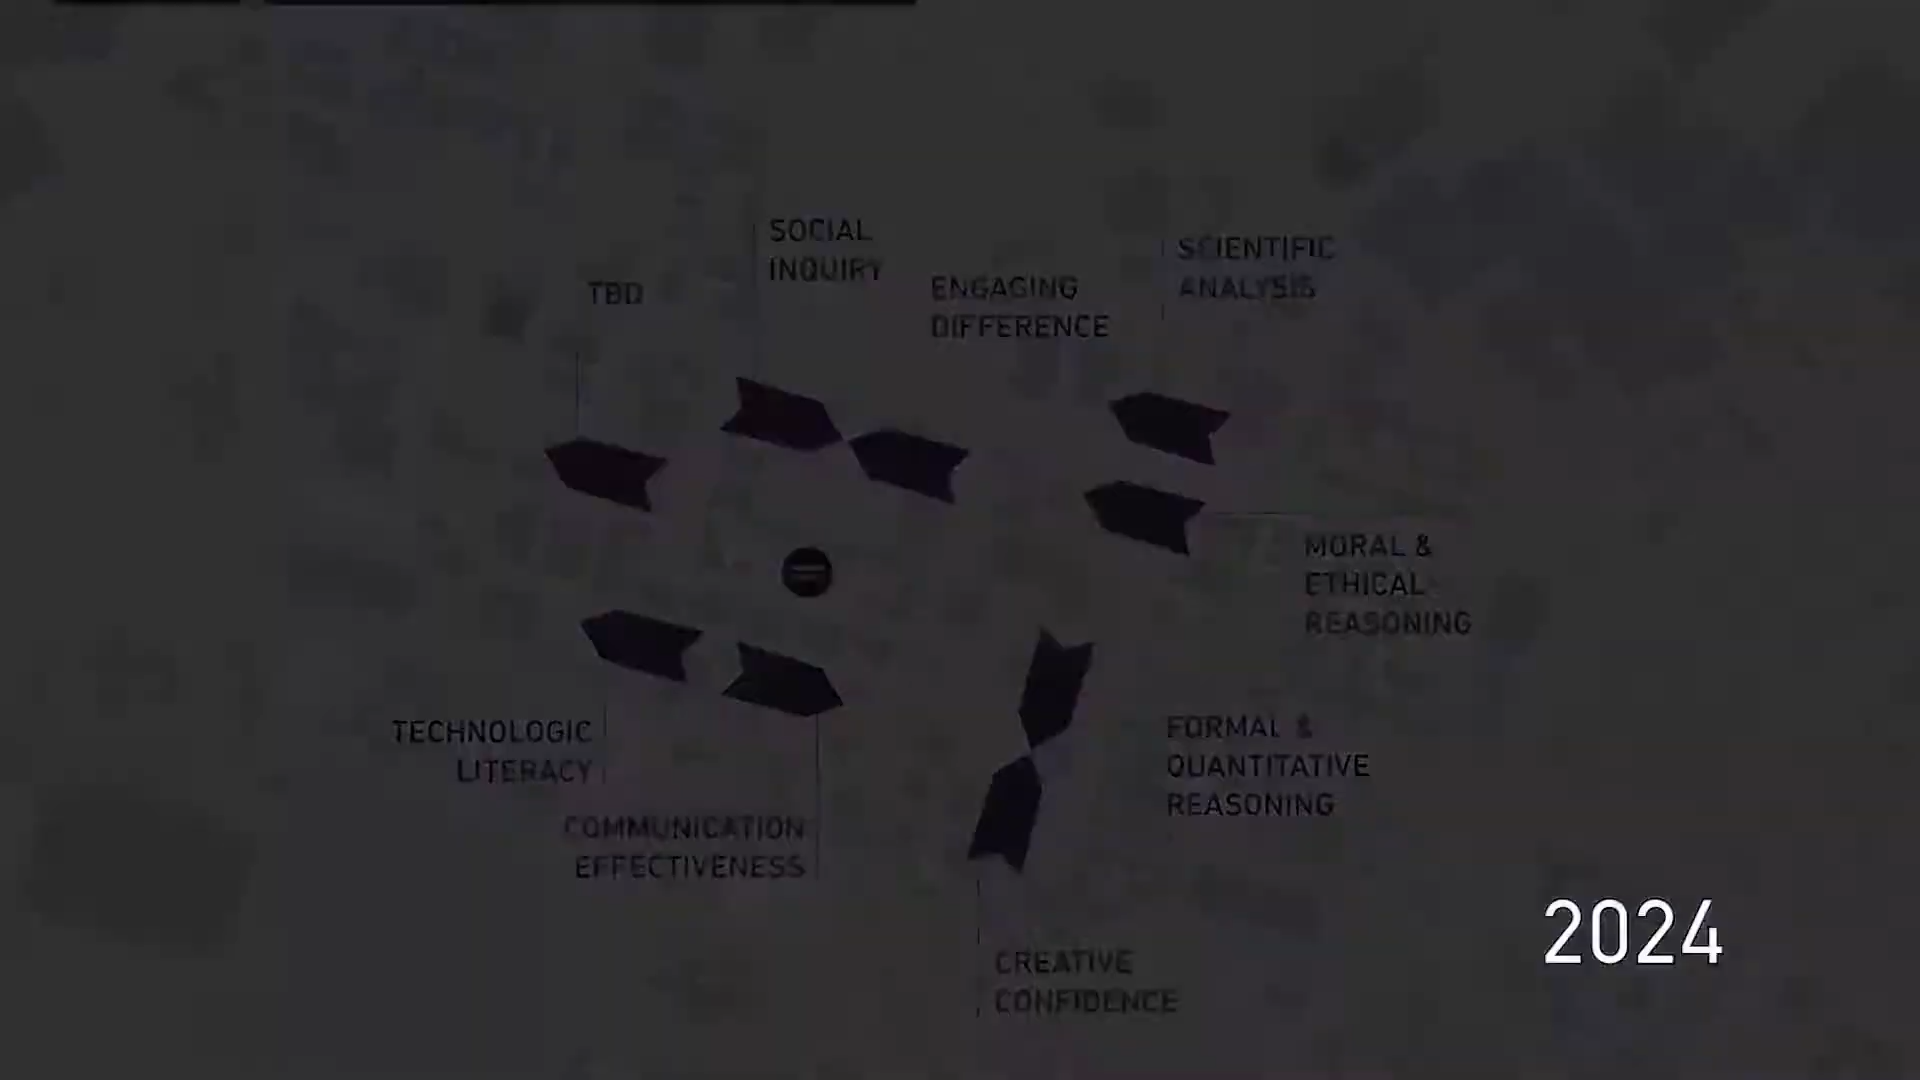 SOCIAL
INQUIRY
SCIENTIFIC
ANALYSIS
TBD
ENGAGING
DIFFERENCE
MORAL &
ETHICAL
REASONING
TECHNOLOGIC
LITERACY
FORMAL &
QUANTITATIVE
REASONING
COMMUNICATION
EFFECTIVENESS
2024
CREATIVE
CONFIDENCE